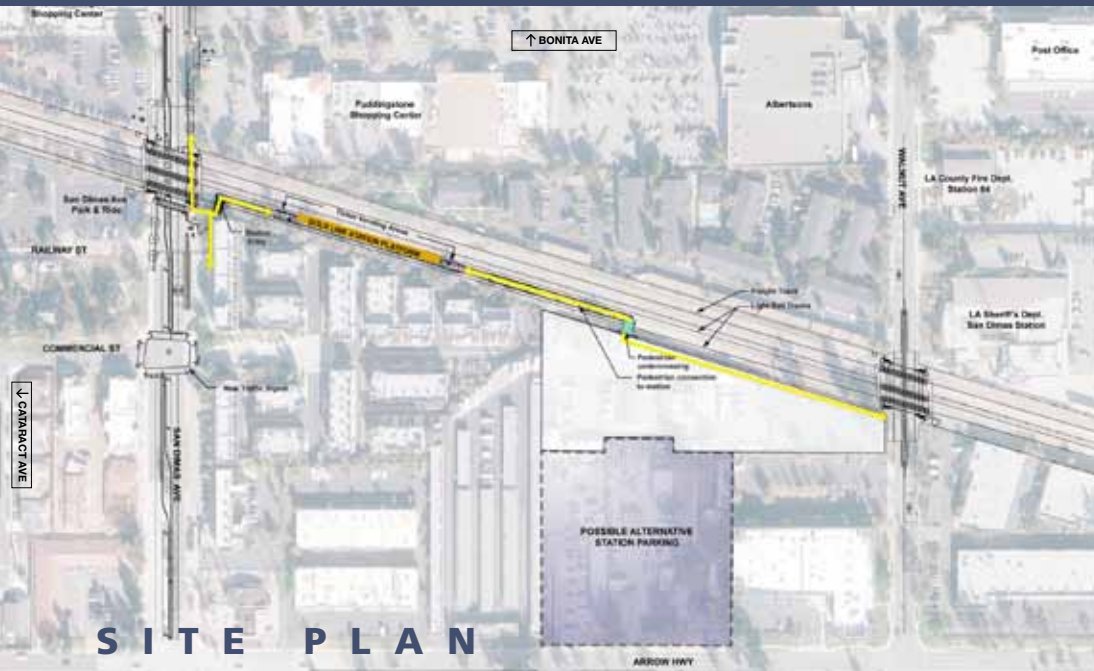 Shopping Center
↑ BONITA AVE
Post Office
Puddingstone
Shopping Center
Albertsons
WALNUT AVE
LA County Fire Dept.
Station 64
San Dimas Ave
Park & Ride
Ticket Vending Areas
GOLD LINE STATION PLATFORM
Station
Entry
RAILWAY ST
Freight Track
Light Rail Tracks
LA Sheriff's Dept.
San Dimas Station
COMMERCIAL ST
New Traffic Signal
Pedestrian
undercrossing
Pedestrian connection
to station
↓ CATARACT AVE
SAN DIMAS AVE
POSSIBLE ALTERNATIVE
STATION PARKING
SITE PLAN
ARROW HWY